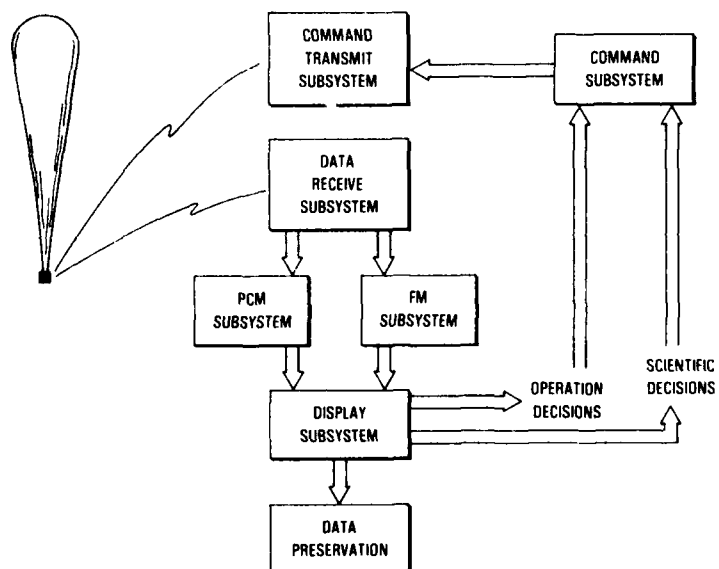 COMMAND
TRANSMIT
SUBSYSTEM
COMMAND
SUBSYSTEM
DATA
RECEIVE
SUBSYSTEM
PCM
SUBSYSTEM
FM
SUBSYSTEM
SCIENTIFIC
DECISIONS
OPERATION
DECISIONS
DISPLAY
SUBSYSTEM
DATA
PRESERVATION